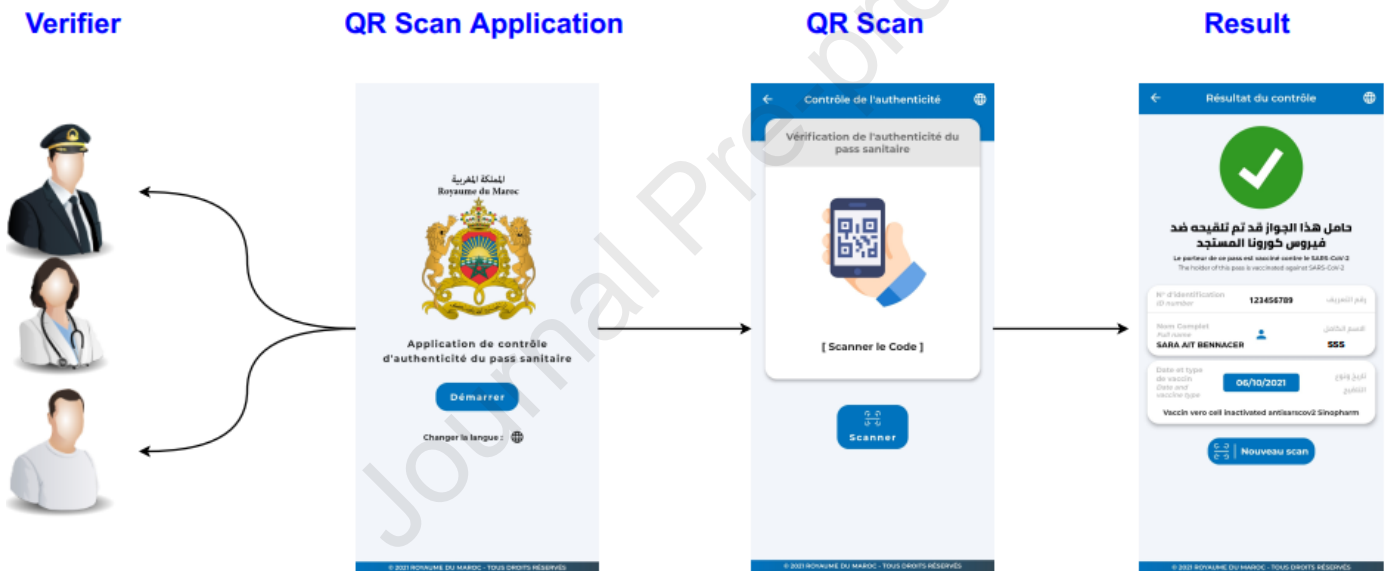 Verifier
QR Scan Application
QR Scan
Result
المملكة المغربية
Royaume du Maroc
Application de contrôle
d'authenticité du pass sanitaire
Démarrer
Changer la langue :
© 2021 ROYAUME DU MAROC - TOUS DROITS RÉSERVÉS
Contrôle de l'authenticité
Vérification de l'authenticité du
pass sanitaire
[ Scanner le Code ]
Scanner
© 2021 ROYAUME DU MAROC - TOUS DROITS RÉSERVÉS
Résultat du contrôle
حامل هذا الجواز قد تم تلقيحه ضد
فيروس كورونا المستجد
Le porteur de ce pass est vacciné contre le SARS-CoV-2
The holder of this pass is vaccinated against SARS-CoV-2
N° d'identification
ID number
123456789
رقم التعريف
Nom Complet
Full name
الاسم الكامل
SARA AIT BENNACER
555
Date et type
de vaccin
Date and
vaccine type
06/10/2021
تاريخ ونوع
التلقيح
Vaccin vero cell inactivated antisarscov2 Sinopharm
Nouveau scan
© 2021 ROYAUME DU MAROC - TOUS DROITS RÉSERVÉS
Journal Pre-pro